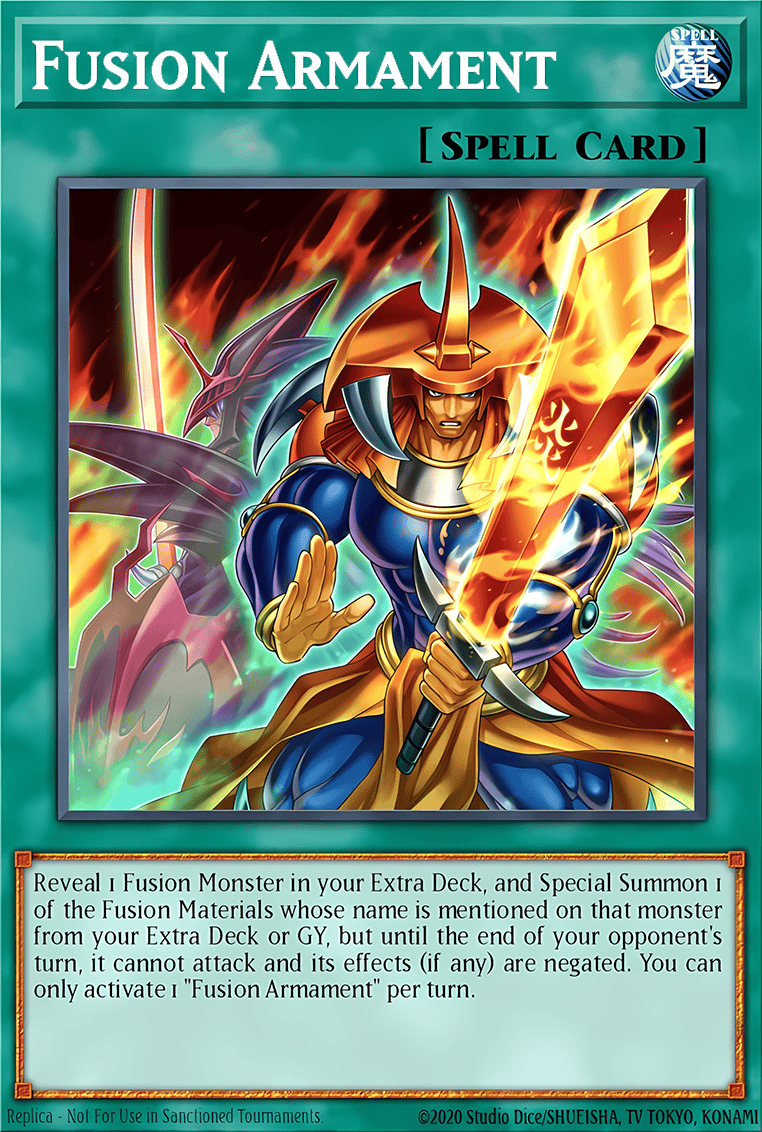 Fusion Armament
SPELL
魔
[Spell Card]
炎
Reveal 1 Fusion Monster in your Extra Deck, and Special Summon 1
of the Fusion Materials whose name is mentioned on that monster
from your Extra Deck or GY, but until the end of your opponent's
turn, it cannot attack and its effects (if any) are negated. You can
only activate 1 "Fusion Armament" per turn.
Replica - Not For Use in Sanctioned Tournaments.
©2020 Studio Dice/SHUEISHA, TV TOKYO, KONAMI